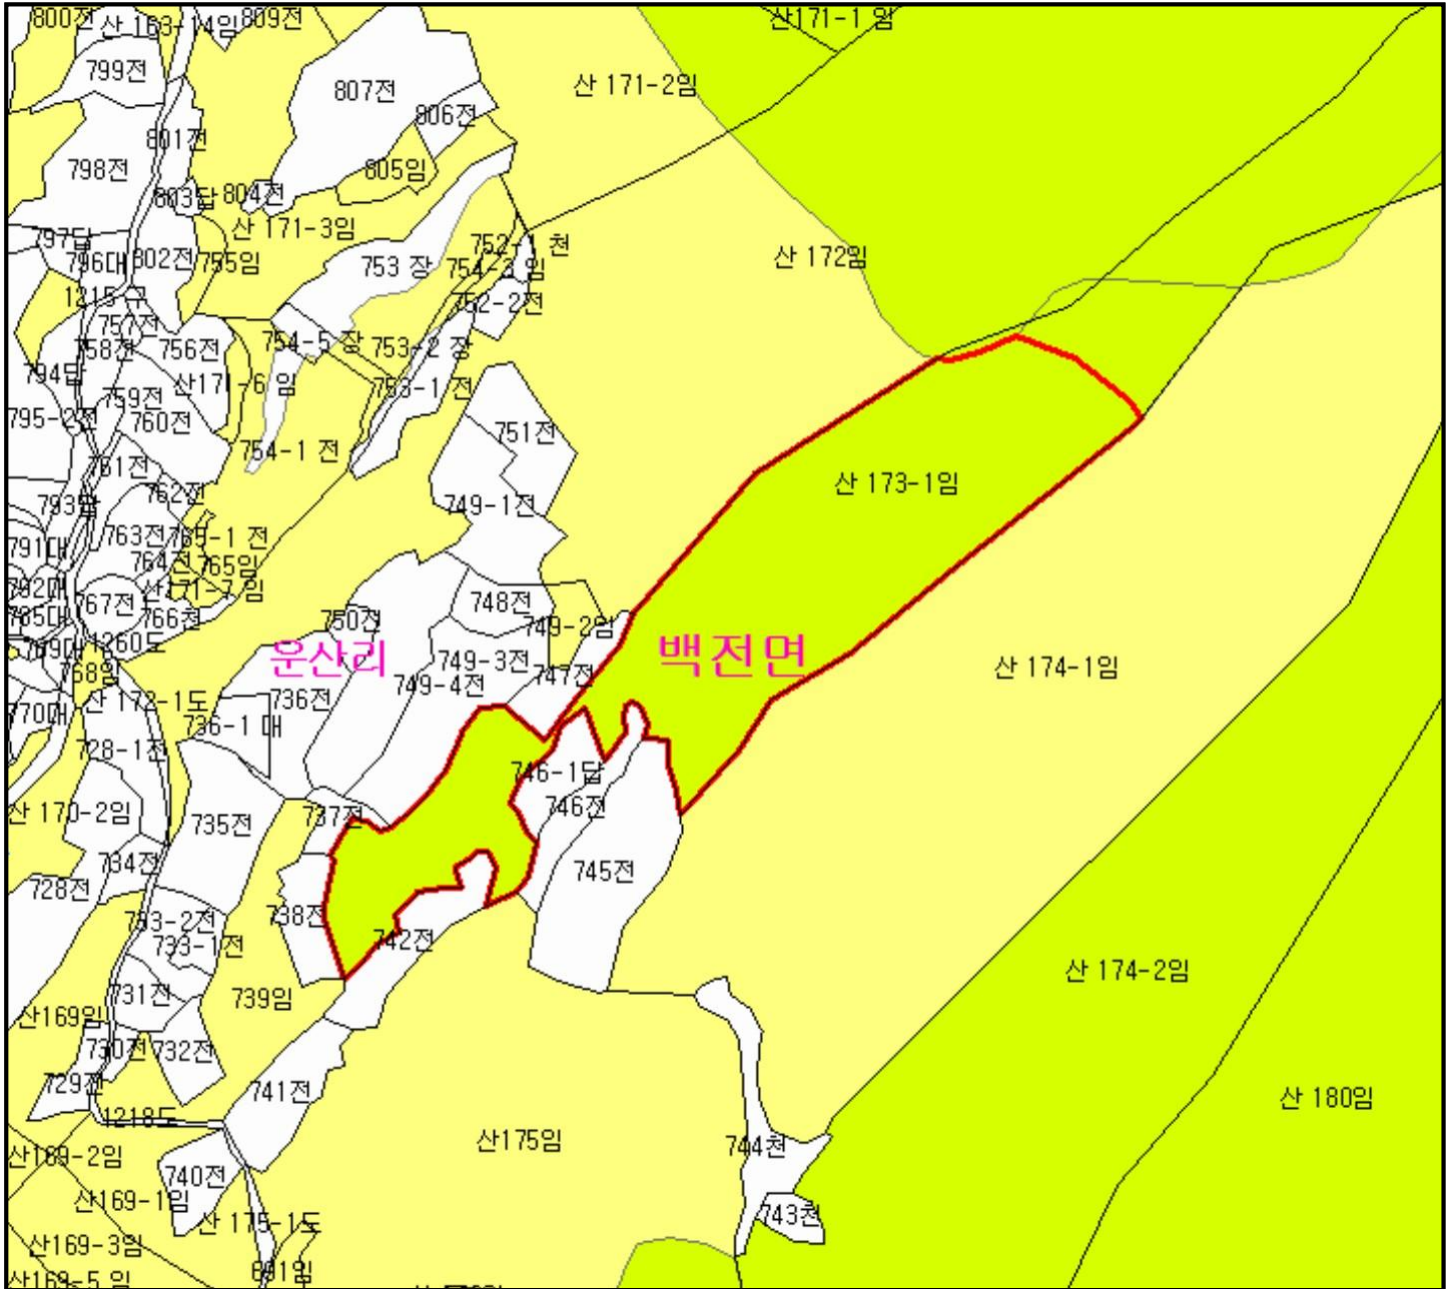 800전
산 163-14임
809전
산171-1 임
799전
807전
산 171-2임
806전
801전
798전
805임
803답
804전
산 171-3임
797답
796대
802전
755임
753 장
752-1 천
754-3 임
산 172임
1215구
752-2전
757전
758전
756전
754-5 장
753-2 장
794답
산171-6 임
753-1 전
759전
795-2전
760전
751전
754-1 전
761전
762전
산 173-1임
793답
749-1전
763전
765-1 전
791대
764전
765임
792대
산171-7 임
767전
748전
785대
766천
750전
749-2임
1260도
769대
운산리
백전면
749-3전
768임
747전
749-4전
산 174-1임
산 172-1도
736전
770대
736-1 대
728-1전
746-1답
746전
산 170-2임
737전
735전
734전
745전
728전
733-2전
738전
742전
733-1전
산 174-2임
731전
739임
산169임
730전
732전
729전
741전
산 180임
1218도
산175임
744천
산169-2임
740전
산169-1임
743천
산 175-1도
산169-3임
691임
산169-5 임